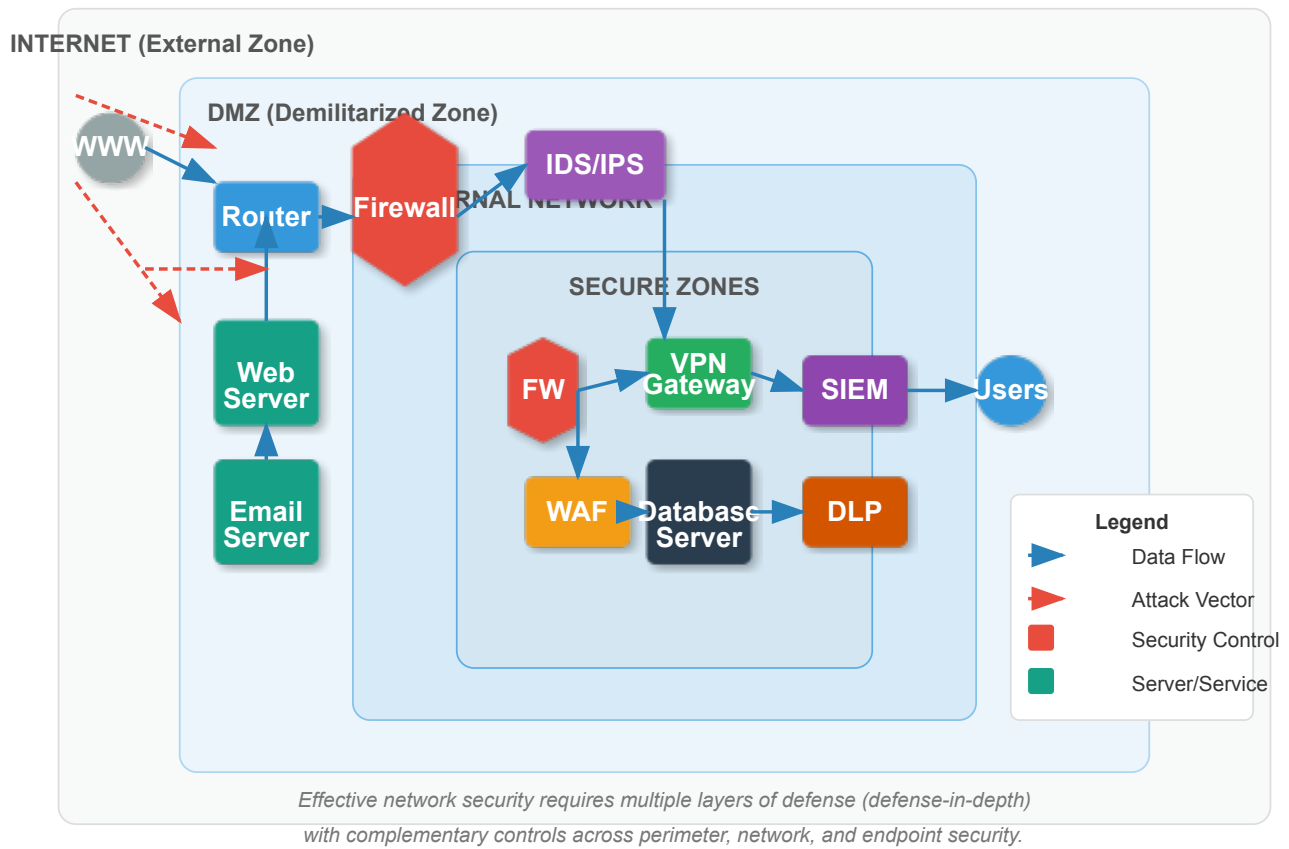 INTERNET (External Zone)
DMZ (Demilitarized Zone)
WWW
IDS/IPS
RNAL NETWORK
Firewall
Router
SECURE ZONES
VPN
Gateway
FW
SIEM
Users
Web
Server
WAF
Database
Server
DLP
Email
Server
Legend
Data Flow
Attack Vector
Security Control
Server/Service
Effective network security requires multiple layers of defense (defense-in-depth)
with complementary controls across perimeter, network, and endpoint security.